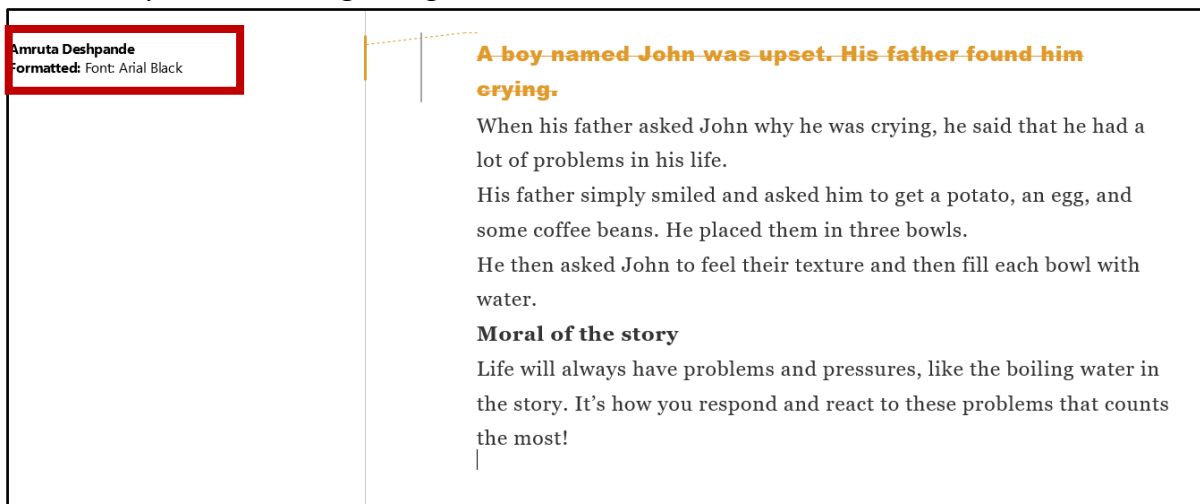 Amruta Deshpande
Formatted: Font: Arial Black
A boy named John was upset. His father found him
crying.
When his father asked John why he was crying, he said that he had a
lot of problems in his life.
His father simply smiled and asked him to get a potato, an egg, and
some coffee beans. He placed them in three bowls.
He then asked John to feel their texture and then fill each bowl with
water.
Moral of the story
Life will always have problems and pressures, like the boiling water in
the story. It’s how you respond and react to these problems that counts
the most!